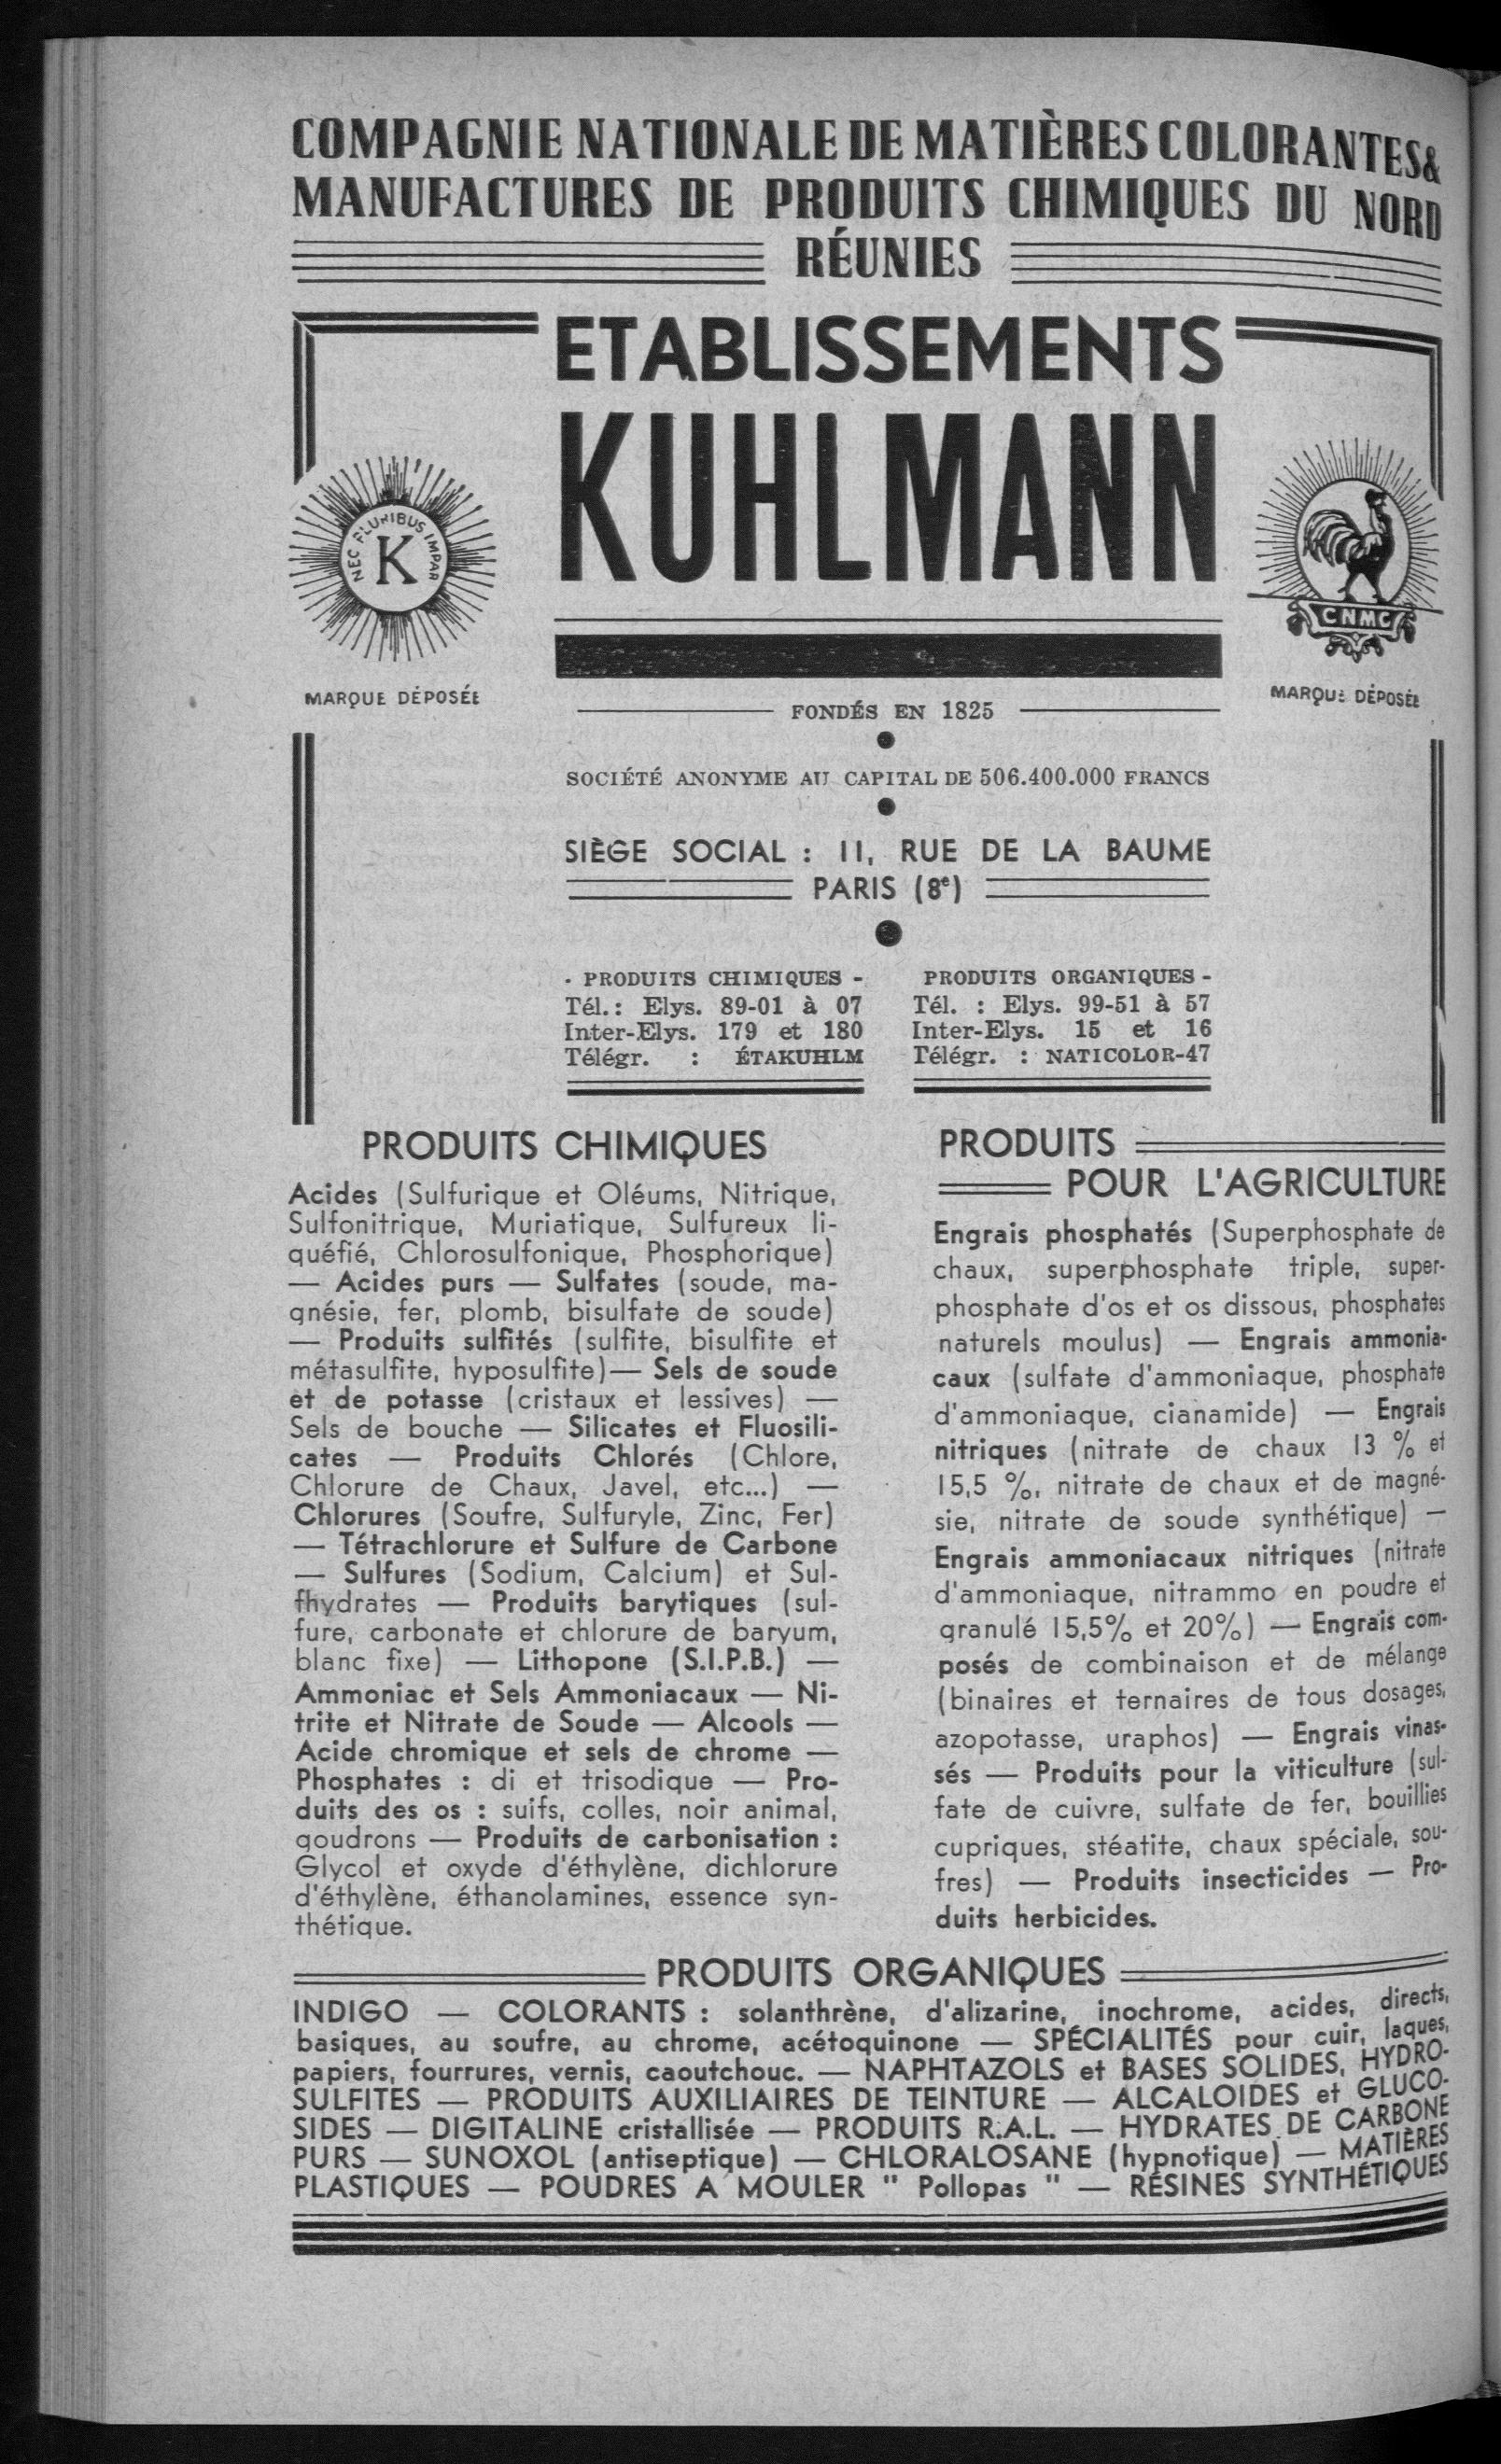 COMPAGNIE NATIONALE DE MATIÈRES COLORANTES &
MANUFACTURES DE PRODUITS CHIMIQUES DU NORD
RÉUNIES
ETABLISSEMENTS
KUHLMANN
NEC PLURIBUS IMPAR
K
MARQUE DÉPOSÉE
CNMC
MARQUE DÉPOSÉE
FONDÉS EN 1825
SOCIÉTÉ ANONYME AU CAPITAL DE 506.400.000 FRANCS
SIÈGE SOCIAL : 11, RUE DE LA BAUME
PARIS (8e)
- PRODUITS CHIMIQUES -
Tél. : Elys. 89-01 à 07
Inter-Elys. 179 et 180
Télégr. : ÉTAKUHLM
PRODUITS ORGANIQUES -
Tél. : Elys. 99-51 à 57
Inter-Elys. 15 et 16
Télégr. : NATICOLOR-47
PRODUITS CHIMIQUES
Acides (Sulfurique et Oléums, Nitrique,
Sulfonitrique, Muriatique, Sulfureux li-
quéfié, Chlorosulfonique, Phosphorique)
— Acides purs — Sulfates (soude, ma-
gnésie, fer, plomb, bisulfate de soude)
— Produits sulfités (sulfite, bisulfite et
métasulfite, hyposulfite) — Sels de soude
et de potasse (cristaux et lessives) —
Sels de bouche — Silicates et Fluosili-
cates — Produits Chlorés (Chlore,
Chlorure de Chaux, Javel, etc...) —
Chlorures (Soufre, Sulfuryle, Zinc, Fer)
— Tétrachlorure et Sulfure de Carbone
— Sulfures (Sodium, Calcium) et Sul-
fhydrates — Produits barytiques (sul-
fure, carbonate et chlorure de baryum,
blanc fixe) — Lithopone (S.I.P.B.) —
Ammoniac et Sels Ammoniacaux — Ni-
trite et Nitrate de Soude — Alcools —
Acide chromique et sels de chrome —
Phosphates : di et trisodique — Pro-
duits des os : suifs, colles, noir animal,
goudrons — Produits de carbonisation :
Glycol et oxyde d'éthylène, dichlorure
d'éthylène, éthanolamines, essence syn-
thétique.
PRODUITS
POUR L'AGRICULTURE
Engrais phosphatés (Superphosphate de
chaux, superphosphate triple, super-
phosphate d'os et os dissous, phosphates
naturels moulus) — Engrais ammonia-
caux (sulfate d'ammoniaque, phosphate
d'ammoniaque, cianamide) — Engrais
nitriques (nitrate de chaux 13 % et
15,5 %, nitrate de chaux et de magné-
sie, nitrate de soude synthétique) —
Engrais ammoniacaux nitriques (nitrate
d'ammoniaque, nitrammo en poudre et
granulé 15,5% et 20%) — Engrais com-
posés de combinaison et de mélange
(binaires et ternaires de tous dosages,
azopotasse, uraphos) — Engrais vinas-
sés — Produits pour la viticulture (sul-
fate de cuivre, sulfate de fer, bouillies
cupriques, stéatite, chaux spéciale, sou-
fres) — Produits insecticides — Pro-
duits herbicides.
PRODUITS ORGANIQUES
INDIGO — COLORANTS : solanthrène, d'alizarine, inochrome, acides, directs,
basiques, au soufre, au chrome, acétoquinone — SPÉCIALITÉS pour cuir, laques,
papiers, fourrures, vernis, caoutchouc. — NAPHTAZOLS et BASES SOLIDES, HYDRO-
SULFITES — PRODUITS AUXILIAIRES DE TEINTURE — ALCALOIDES et GLUCO-
SIDES — DIGITALINE cristallisée — PRODUITS R.A.L. — HYDRATES DE CARBONE
PURS — SUNOXOL (antiseptique) — CHLORALOSANE (hypnotique) — MATIÈRES
PLASTIQUES — POUDRES A MOULER " Pollopas " — RÉSINES SYNTHÉTIQUES